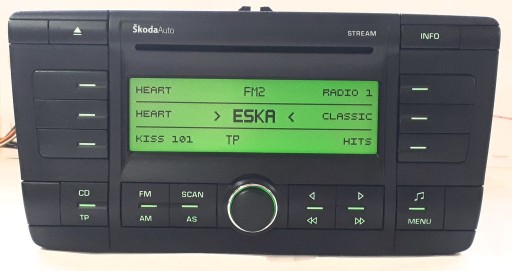 ŠkodaAuto STREAM INFO
HEART FM2 RADIO 1
HEART > ESKA < CLASSIC
KISS 101 TP HITS
CD FM SCAN
TP AM AS MENU